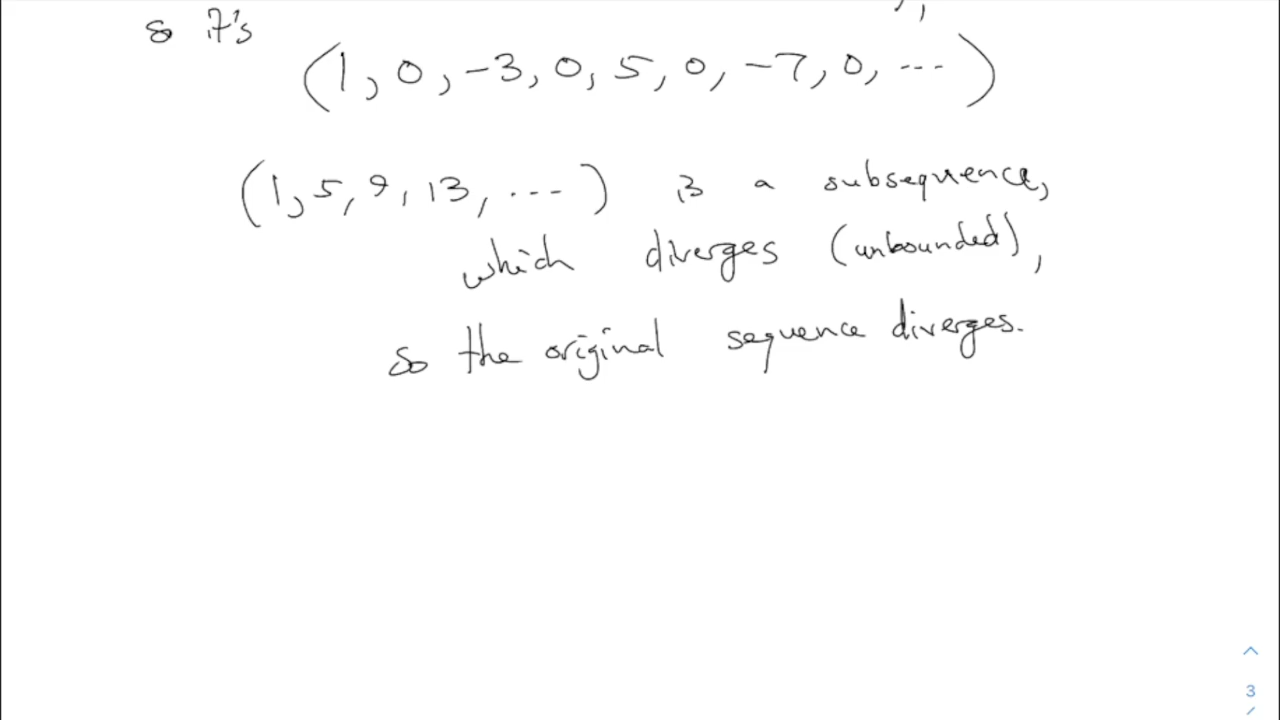 so it's
(1, 0, -3, 0, 5, 0, -7, 0, ...)
(1, 5, 9, 13, ...) is a subsequence,
which diverges (unbounded),
so the original sequence diverges.
3